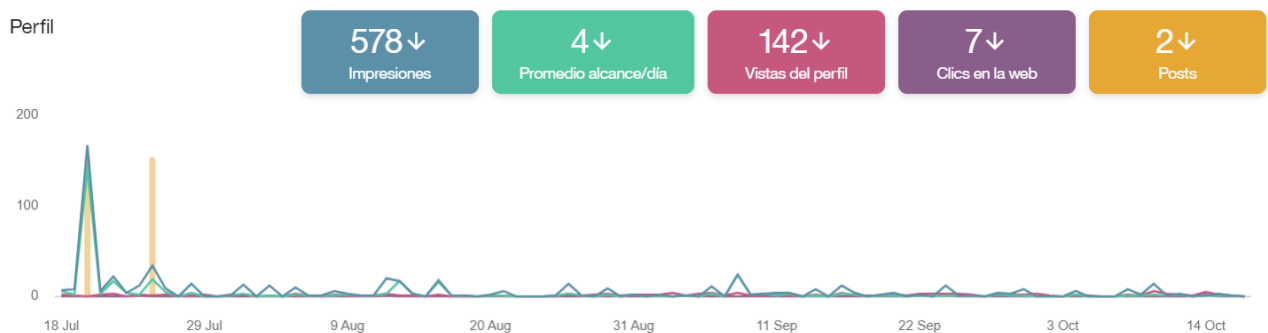 Perfil
578↓
Impresiones
4↓
Promedio alcance/día
142↓
Vistas del perfil
7↓
Clics en la web
2↓
Posts
200
100
0
18 Jul 29 Jul 9 Aug 20 Aug 31 Aug 11 Sep 22 Sep 3 Oct 14 Oct